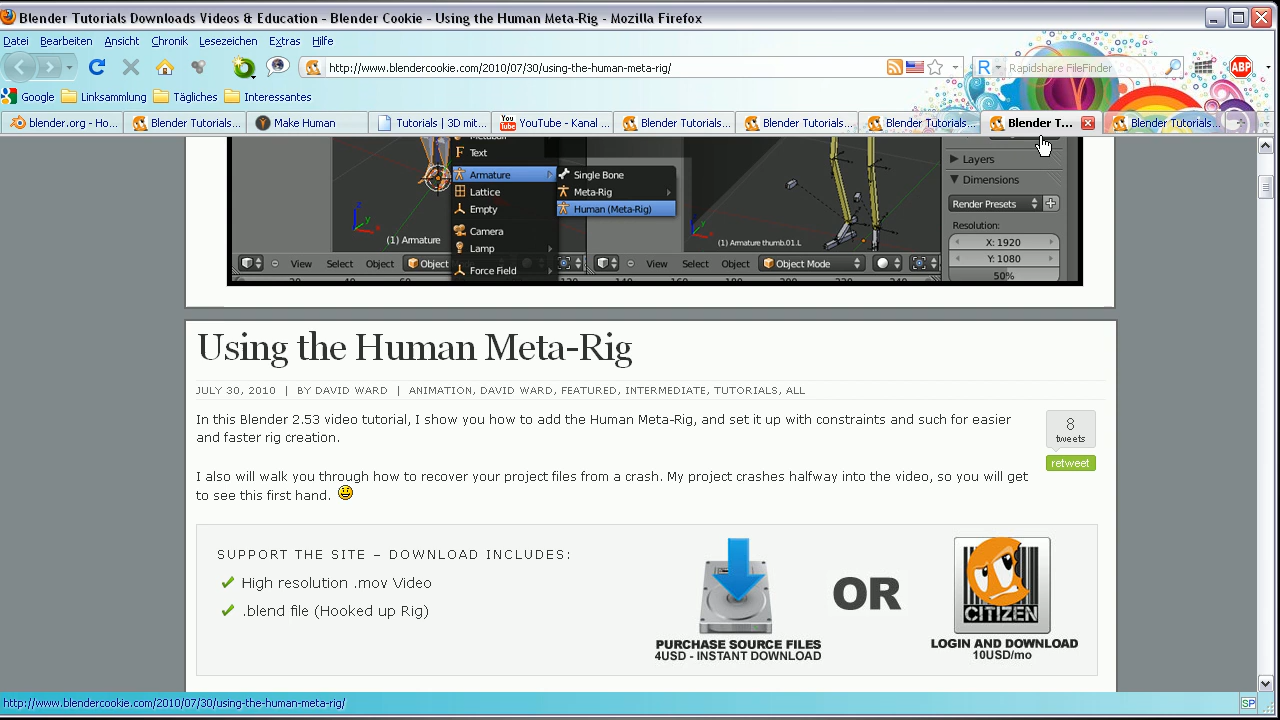 Blender Tutorials Downloads Videos & Education - Blender Cookie - Using the Human Meta-Rig - Mozilla Firefox
Datei Bearbeiten Ansicht Chronik Lesezeichen Extras Hilfe
http://www.blendercookie.com/2010/07/30/using-the-human-meta-rig/
R Rapidshare FileFinder
ABP
Google Linksammlung Tägliches Interessantes
blender.org - Ho...
Blender Tutorials...
Make Human
Tutorials | 3D mo...
You Tube YouTube - Kanal...
Blender Tutorials...
Blender Tutorials...
Blender Tutorials...
Blender T...
Blender Tutorials...
Text
Armature
Lattice
Empty
Camera
Lamp
Force Field
Single Bone
Meta-Rig
Human (Meta-Rig)
(1) Armature
View Select Object
(1) Armature thumb.01.L
View Select Object Object Mode
Layers
Dimensions
Render Presets
Resolution:
X: 1920
Y: 1080
50%
Using the Human Meta-Rig
JULY 30, 2010 | BY DAVID WARD | ANIMATION, DAVID WARD, FEATURED, INTERMEDIATE, TUTORIALS, ALL
In this Blender 2.53 video tutorial, I show you how to add the Human Meta-Rig, and set it up with constraints and such for easier
and faster rig creation.
8
tweets
retweet
I also will walk you through how to recover your project files from a crash. My project crashes halfway into the video, so you will get
to see this first hand.
SUPPORT THE SITE – DOWNLOAD INCLUDES:
High resolution .mov Video
.blend file (Hooked up Rig)
PURCHASE SOURCE FILES
4USD - INSTANT DOWNLOAD
OR
CITIZEN
LOGIN AND DOWNLOAD
10USD/mo
http://www.blendercookie.com/2010/07/30/using-the-human-meta-rig/
SP